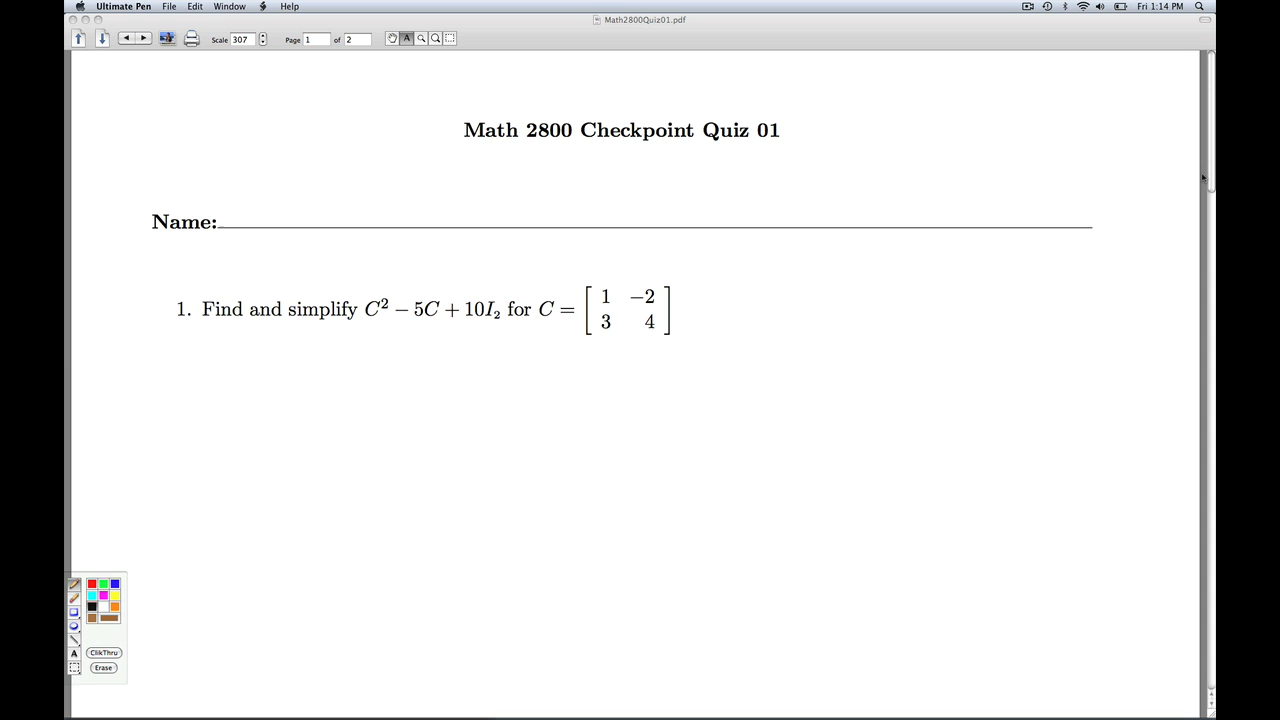 Ultimate Pen File Edit Window Help Fri 1:14 PM
Math2800Quiz01.pdf
Scale 307 Page 1 of 2 A
Math 2800 Checkpoint Quiz 01
Name:
1. Find and simplify C² − 5C + 10I₂ for C = [ 1 −2
3 4 ]
A
ClikThru
Erase